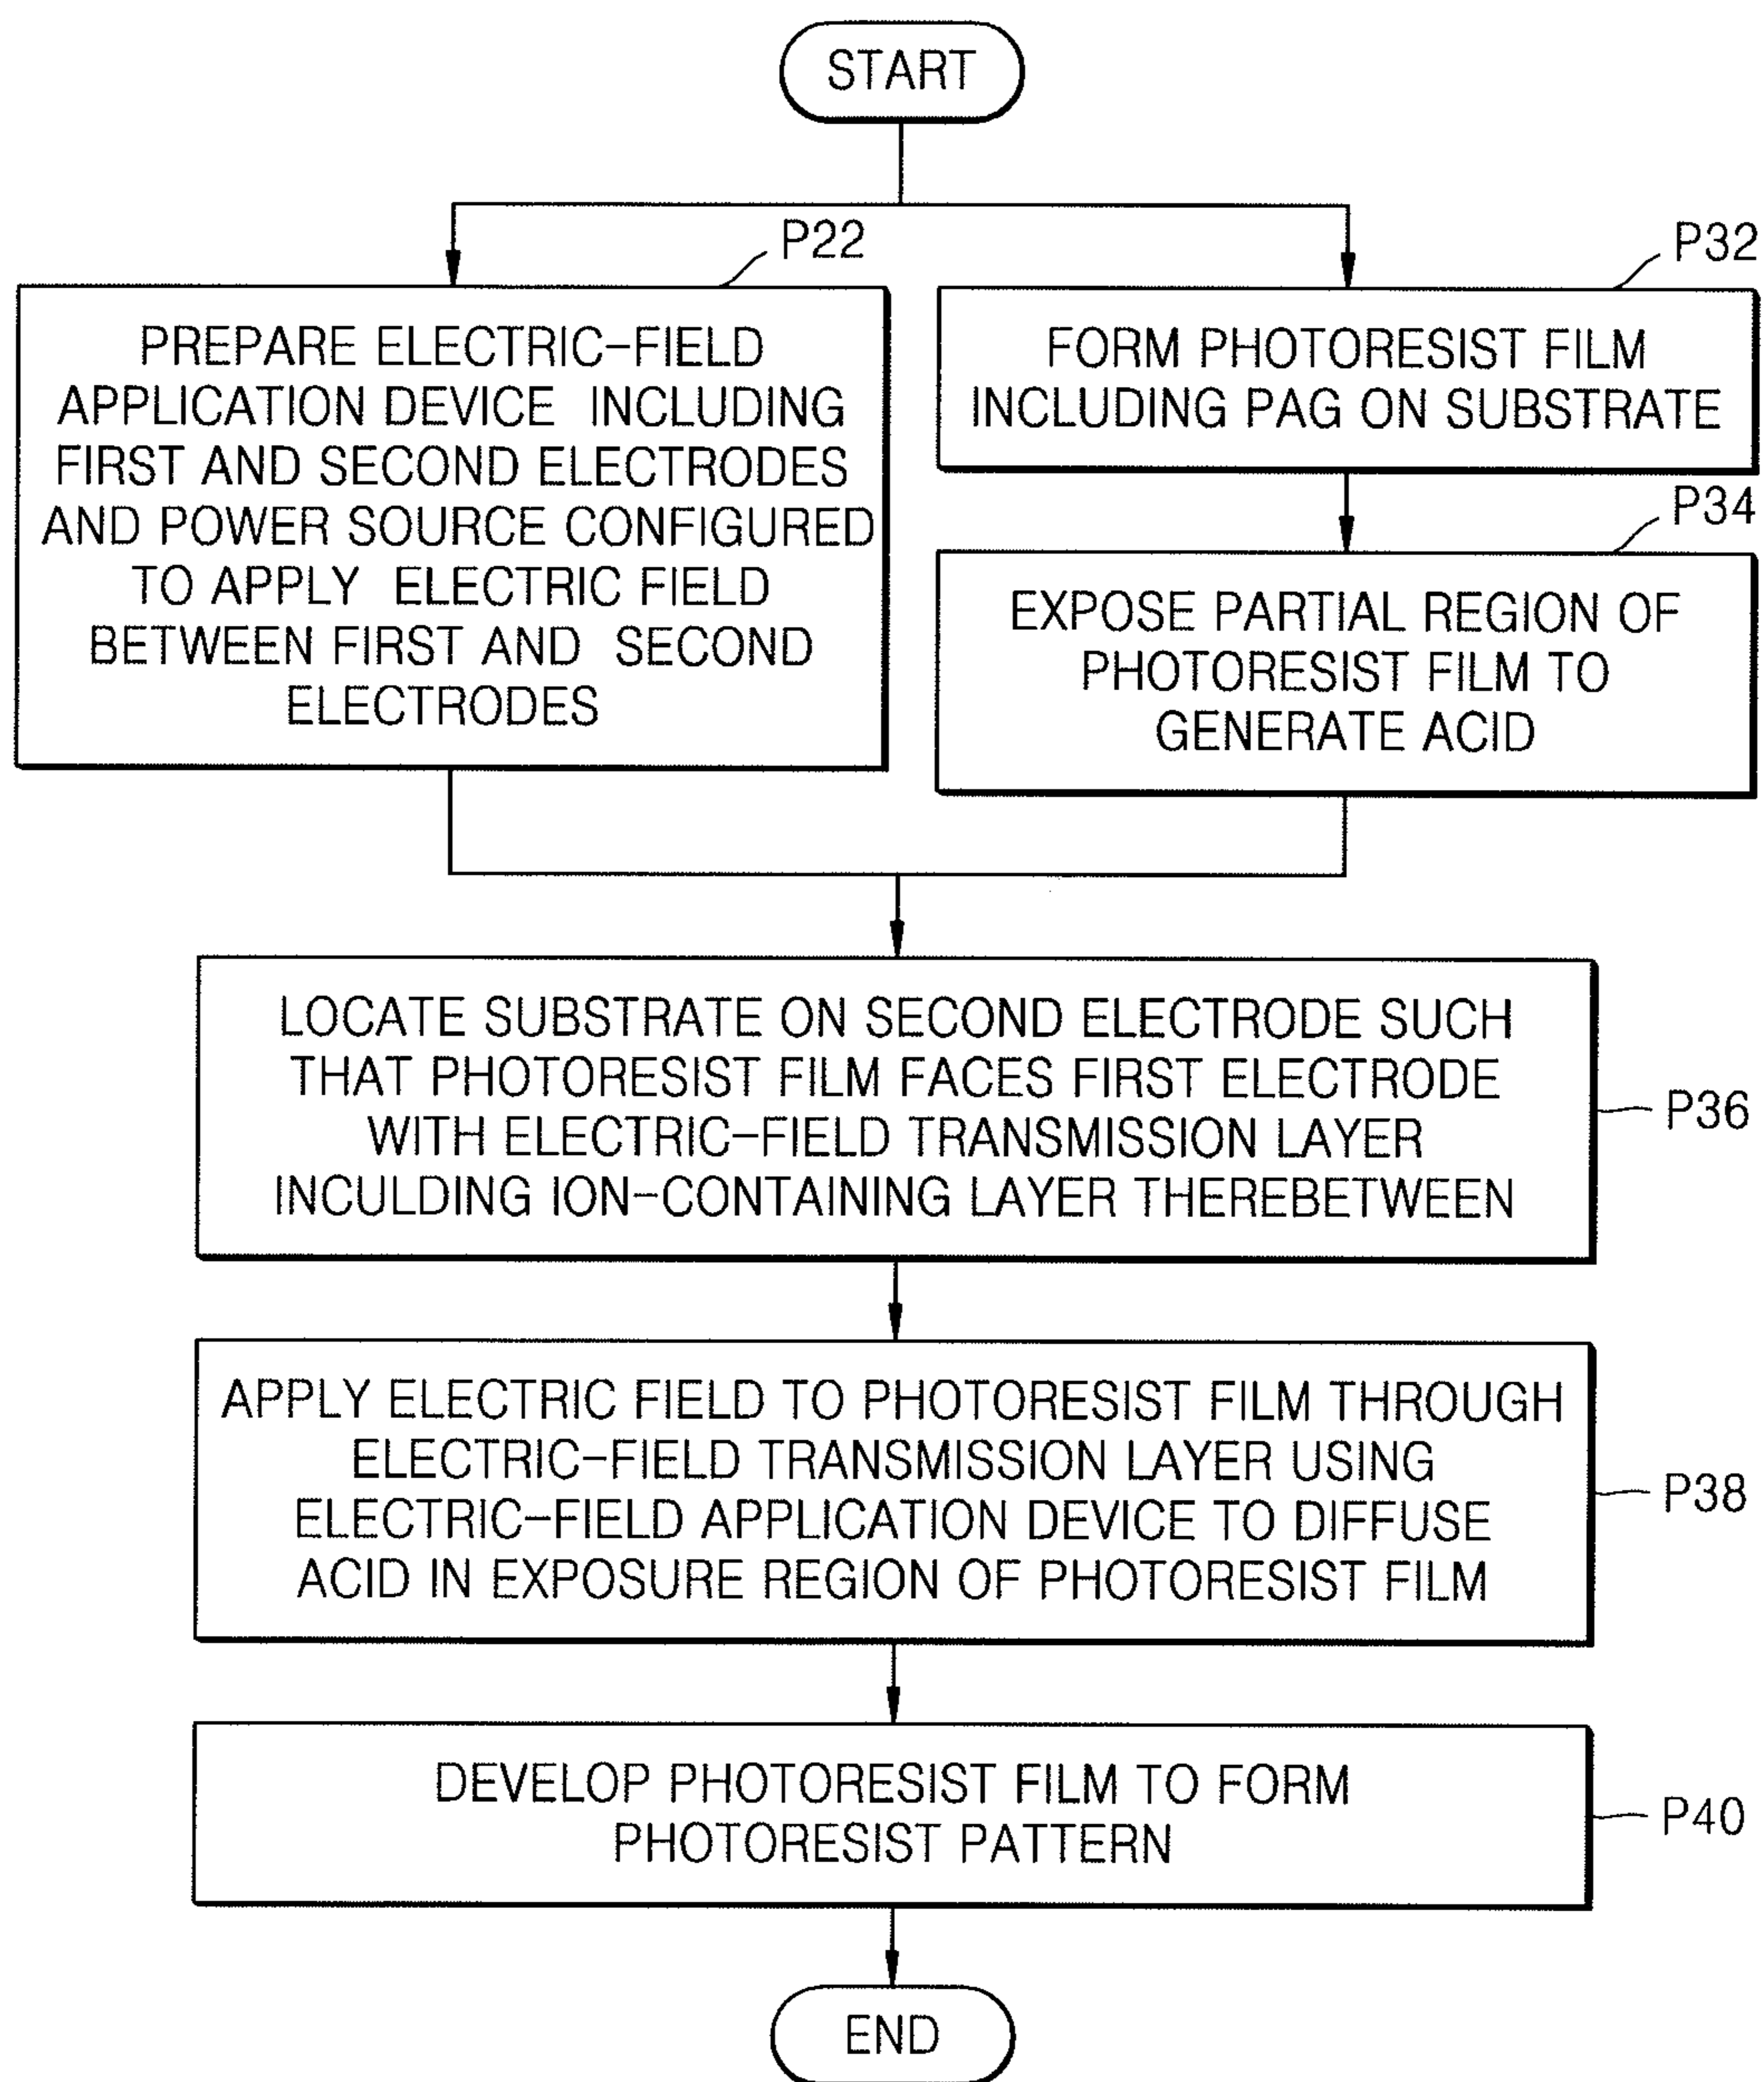 START
P22
PREPARE ELECTRIC-FIELD
APPLICATION DEVICE INCLUDING
FIRST AND SECOND ELECTRODES
AND POWER SOURCE CONFIGURED
TO APPLY ELECTRIC FIELD
BETWEEN FIRST AND SECOND
ELECTRODES
P32
FORM PHOTORESIST FILM
INCLUDING PAG ON SUBSTRATE
P34
EXPOSE PARTIAL REGION OF
PHOTORESIST FILM TO
GENERATE ACID
LOCATE SUBSTRATE ON SECOND ELECTRODE SUCH
THAT PHOTORESIST FILM FACES FIRST ELECTRODE
WITH ELECTRIC-FIELD TRANSMISSION LAYER
INCULDING ION-CONTAINING LAYER THEREBETWEEN
P36
APPLY ELECTRIC FIELD TO PHOTORESIST FILM THROUGH
ELECTRIC-FIELD TRANSMISSION LAYER USING
ELECTRIC-FIELD APPLICATION DEVICE TO DIFFUSE
ACID IN EXPOSURE REGION OF PHOTORESIST FILM
P38
DEVELOP PHOTORESIST FILM TO FORM
PHOTORESIST PATTERN
P40
END